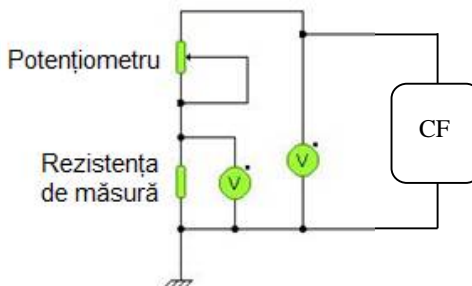 Potențiometru
CF
Rezistența
de măsură
V
V